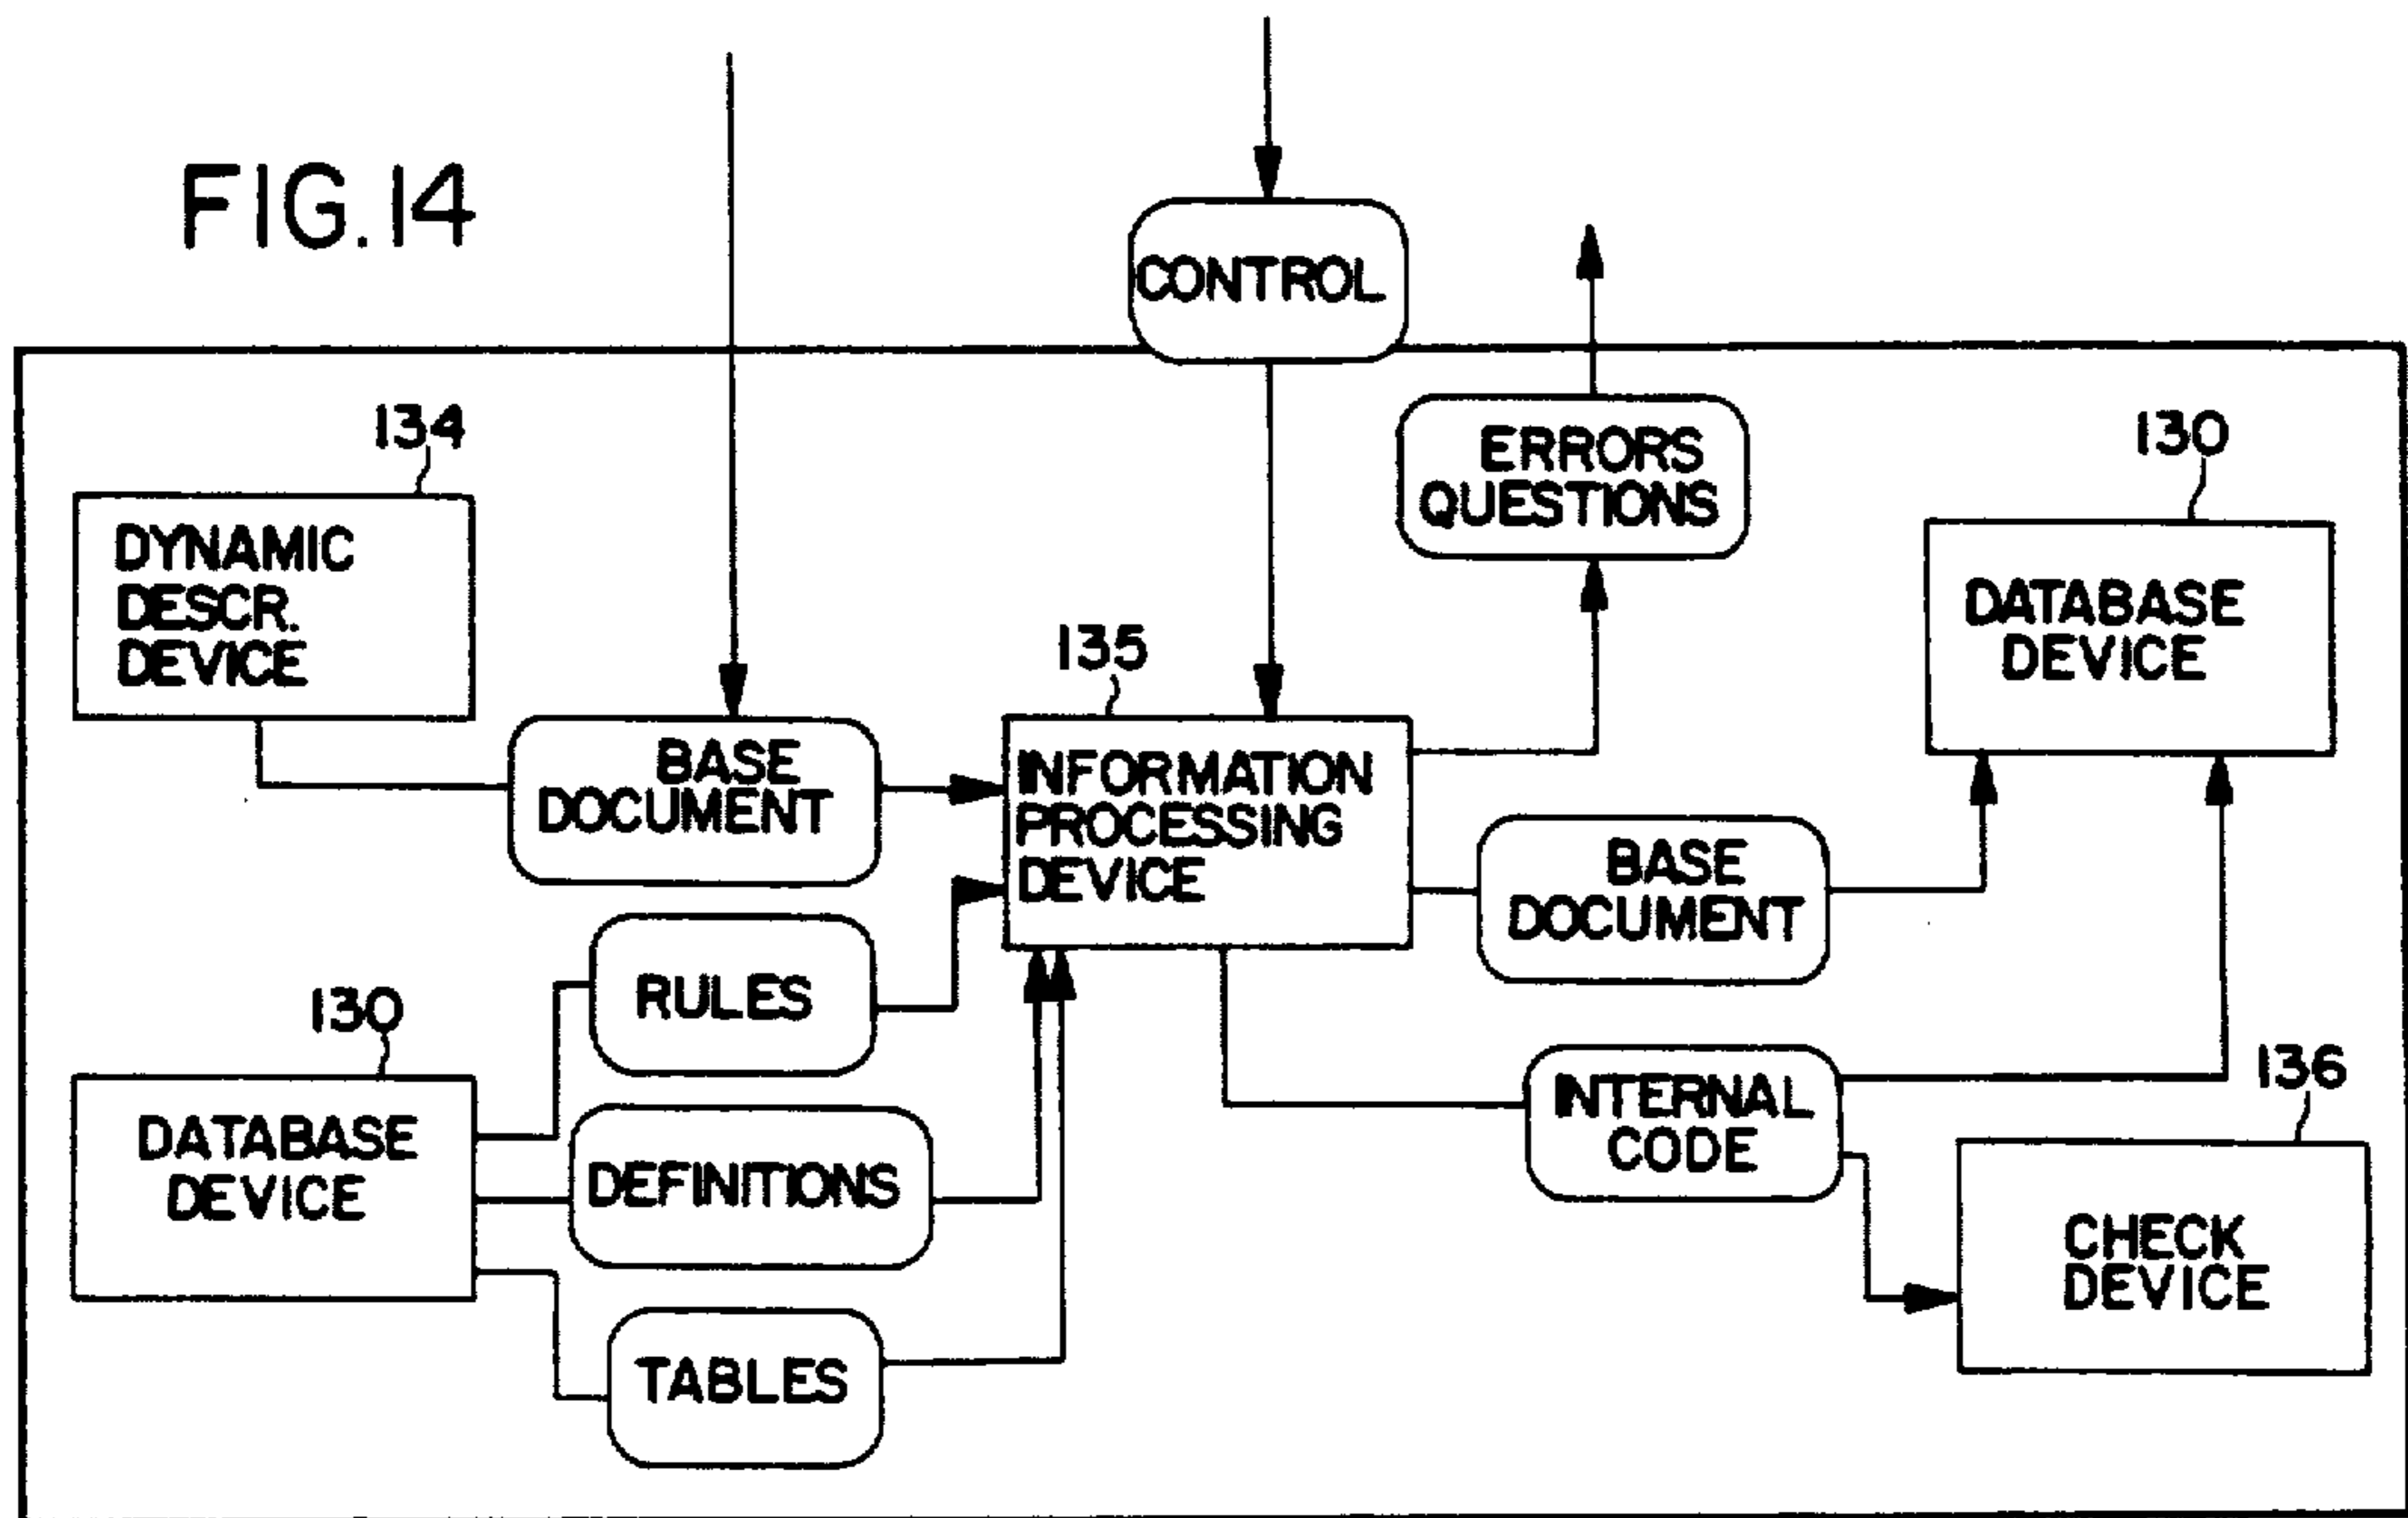 FIG.14
CONTROL
134
ERRORS
QUESTIONS
130
DYNAMIC
DESCR.
DEVICE
DATABASE
DEVICE
135
BASE
DOCUMENT
INFORMATION
PROCESSING
DEVICE
BASE
DOCUMENT
RULES
130
DATABASE
DEVICE
DEFINITIONS
INTERNAL
CODE
136
CHECK
DEVICE
TABLES